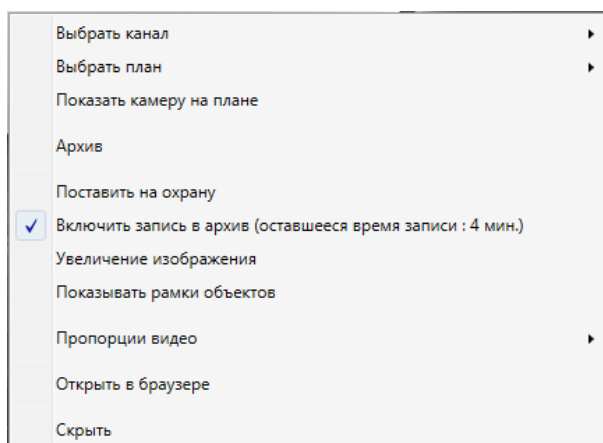 Выбрать канал
Выбрать план
Показать камеру на плане
Архив
Поставить на охрану
Включить запись в архив (оставшееся время записи : 4 мин.)
Увеличение изображения
Показывать рамки объектов
Пропорции видео
Открыть в браузере
Скрыть